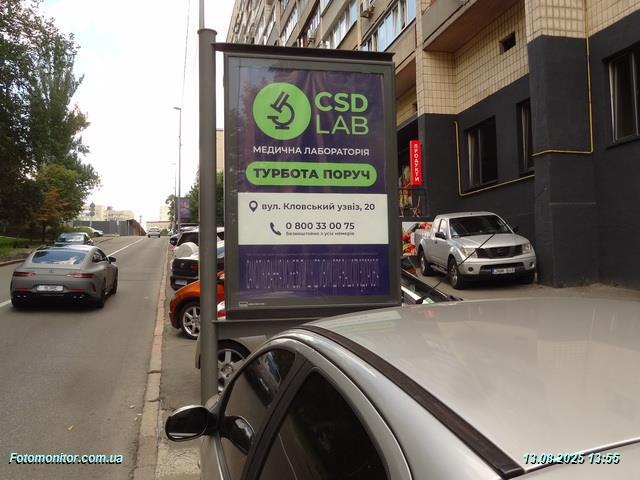 CSD
LAB
МЕДИЧНА ЛАБОРАТОРІЯ
ТУРБОТА ПОРУЧ
вул. Кловський узвіз, 20
0 800 33 00 75
Безкоштовно з усіх номерів
ПРОДУКТИ
Fotomonitor.com.ua
13.08.2025 13:55